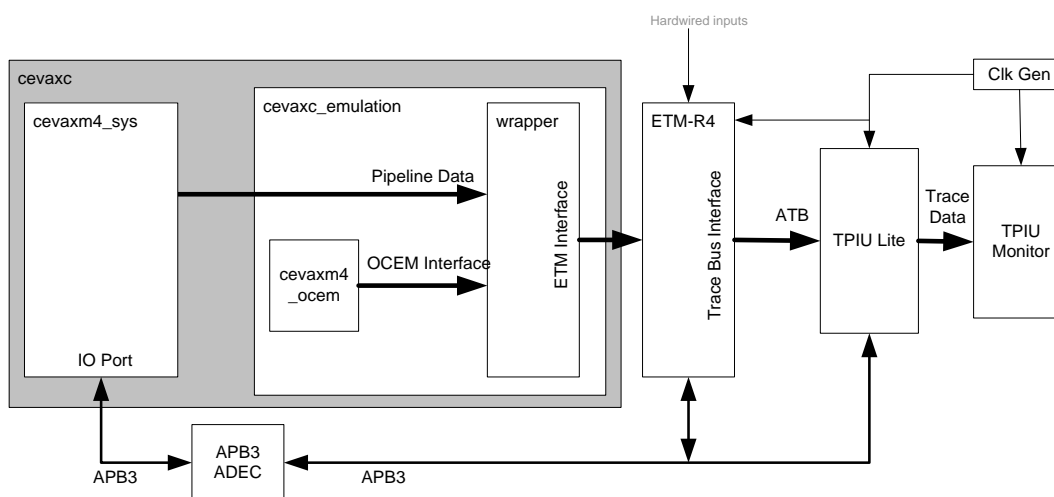 Hardwired inputs
cevaxc
Clk Gen
cevaxm4_sys
cevaxc_emulation
wrapper
ETM-R4
Pipeline Data
ETM Interface
Trace Bus Interface
ATB
TPIU Lite
Trace
Data
TPIU
Monitor
cevaxm4
_ocem
OCEM Interface
IO Port
APB3
APB3
ADEC
APB3